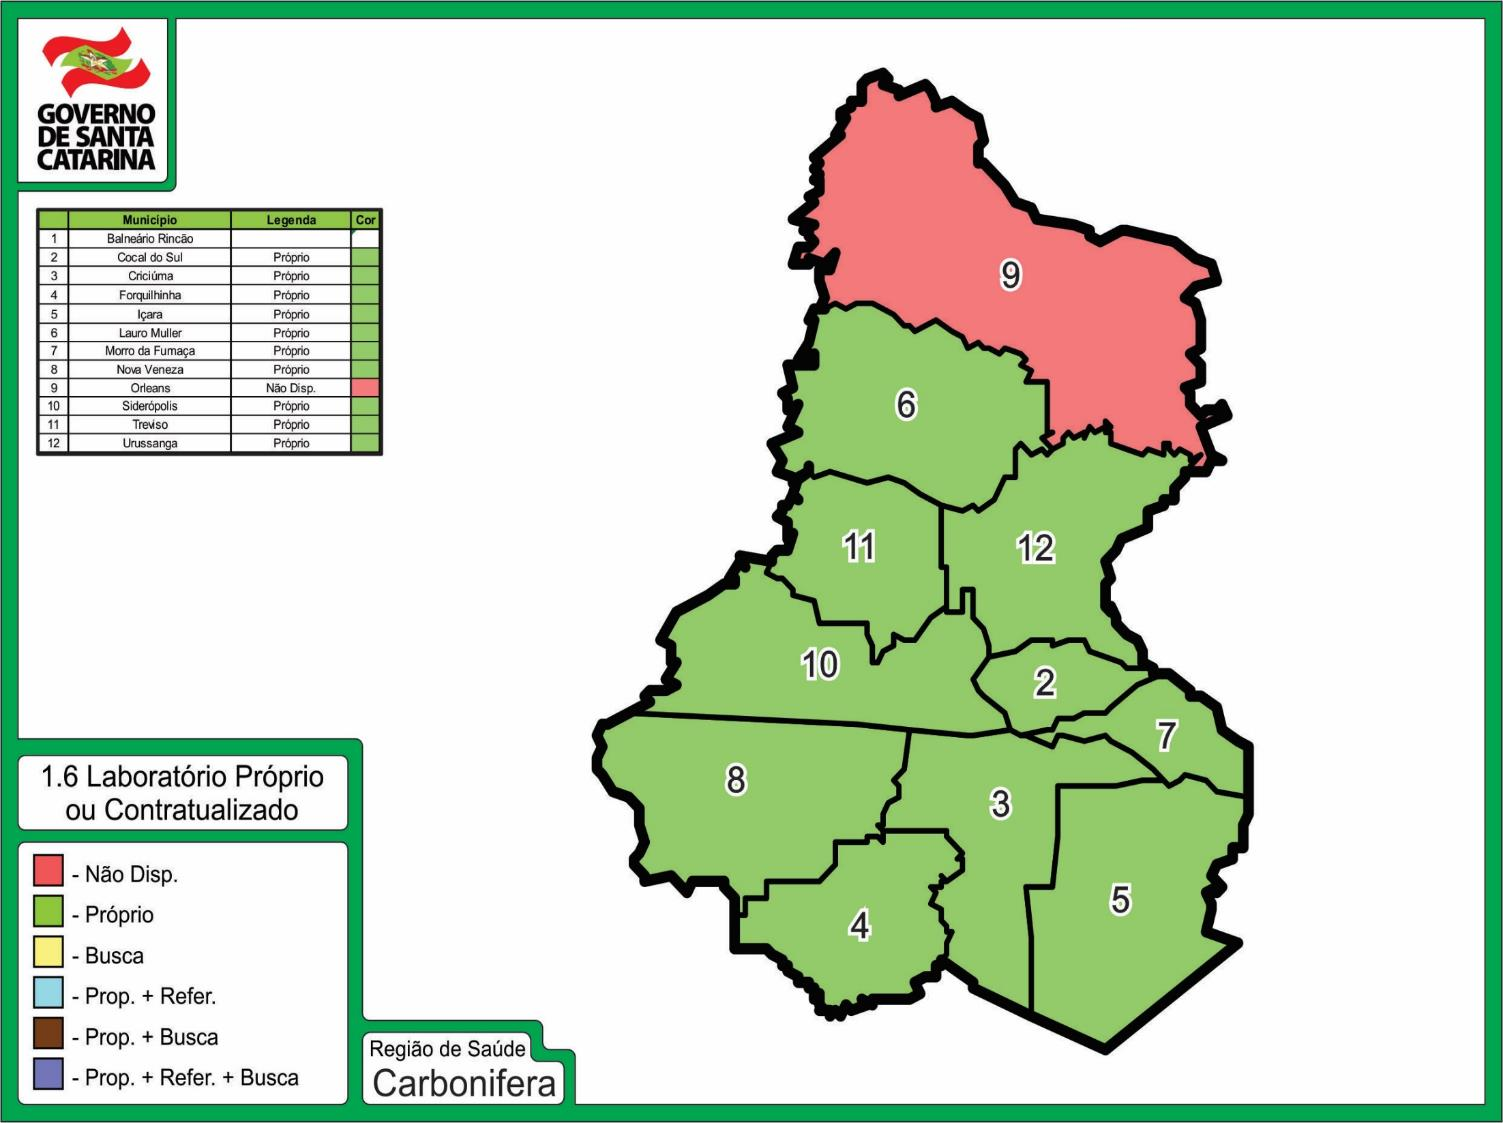 GOVERNO
DE SANTA
CATARINA
Município Legenda Cor
1 Balneário Rincão
2 Cocal do Sul Próprio
3 Criciúma Próprio
4 Forquilhinha Próprio
5 Içara Próprio
6 Lauro Muller Próprio
7 Morro da Fumaça Próprio
8 Nova Veneza Próprio
9 Orleans Não Disp.
10 Siderópolis Próprio
11 Treviso Próprio
12 Urussanga Próprio
9
6
11
12
10
2
7
8
3
5
4
1.6 Laboratório Próprio
ou Contratualizado
- Não Disp.
- Próprio
- Busca
- Prop. + Refer.
- Prop. + Busca
- Prop. + Refer. + Busca
Região de Saúde
Carbonifera